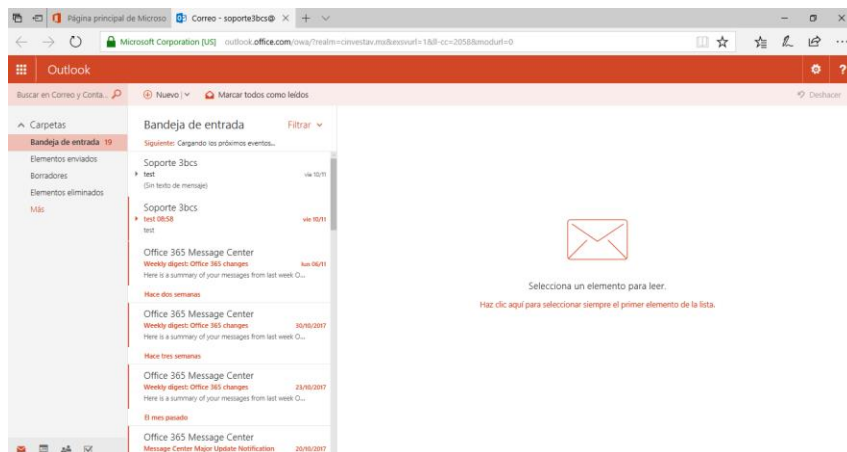 Página principal de Microso
Correo - soporte3bcs@
Microsoft Corporation [US]
outlook.office.com/owa/?realm=cinvestav.mx&exsvurl=1&ll-cc=2058&modurl=0
Outlook
?
Buscar en Correo y Conta...
Nuevo
Marcar todos como leídos
Deshacer
Carpetas
Bandeja de entrada 19
Elementos enviados
Borradores
Elementos eliminados
Más
Bandeja de entrada
Filtrar
Siguiente: Cargando los próximos eventos...
Soporte 3bcs
test
vie 10/11
(Sin texto de mensaje)
Soporte 3bcs
test 08:58
vie 10/11
test
Office 365 Message Center
Weekly digest: Office 365 changes
lun 06/11
Here is a summary of your messages from last week O...
Hace dos semanas
Office 365 Message Center
Weekly digest: Office 365 changes
30/10/2017
Here is a summary of your messages from last week O...
Hace tres semanas
Office 365 Message Center
Weekly digest: Office 365 changes
23/10/2017
Here is a summary of your messages from last week O...
El mes pasado
Office 365 Message Center
Message Center Major Update Notification
20/10/2017
Selecciona un elemento para leer.
Haz clic aquí para seleccionar siempre el primer elemento de la lista.